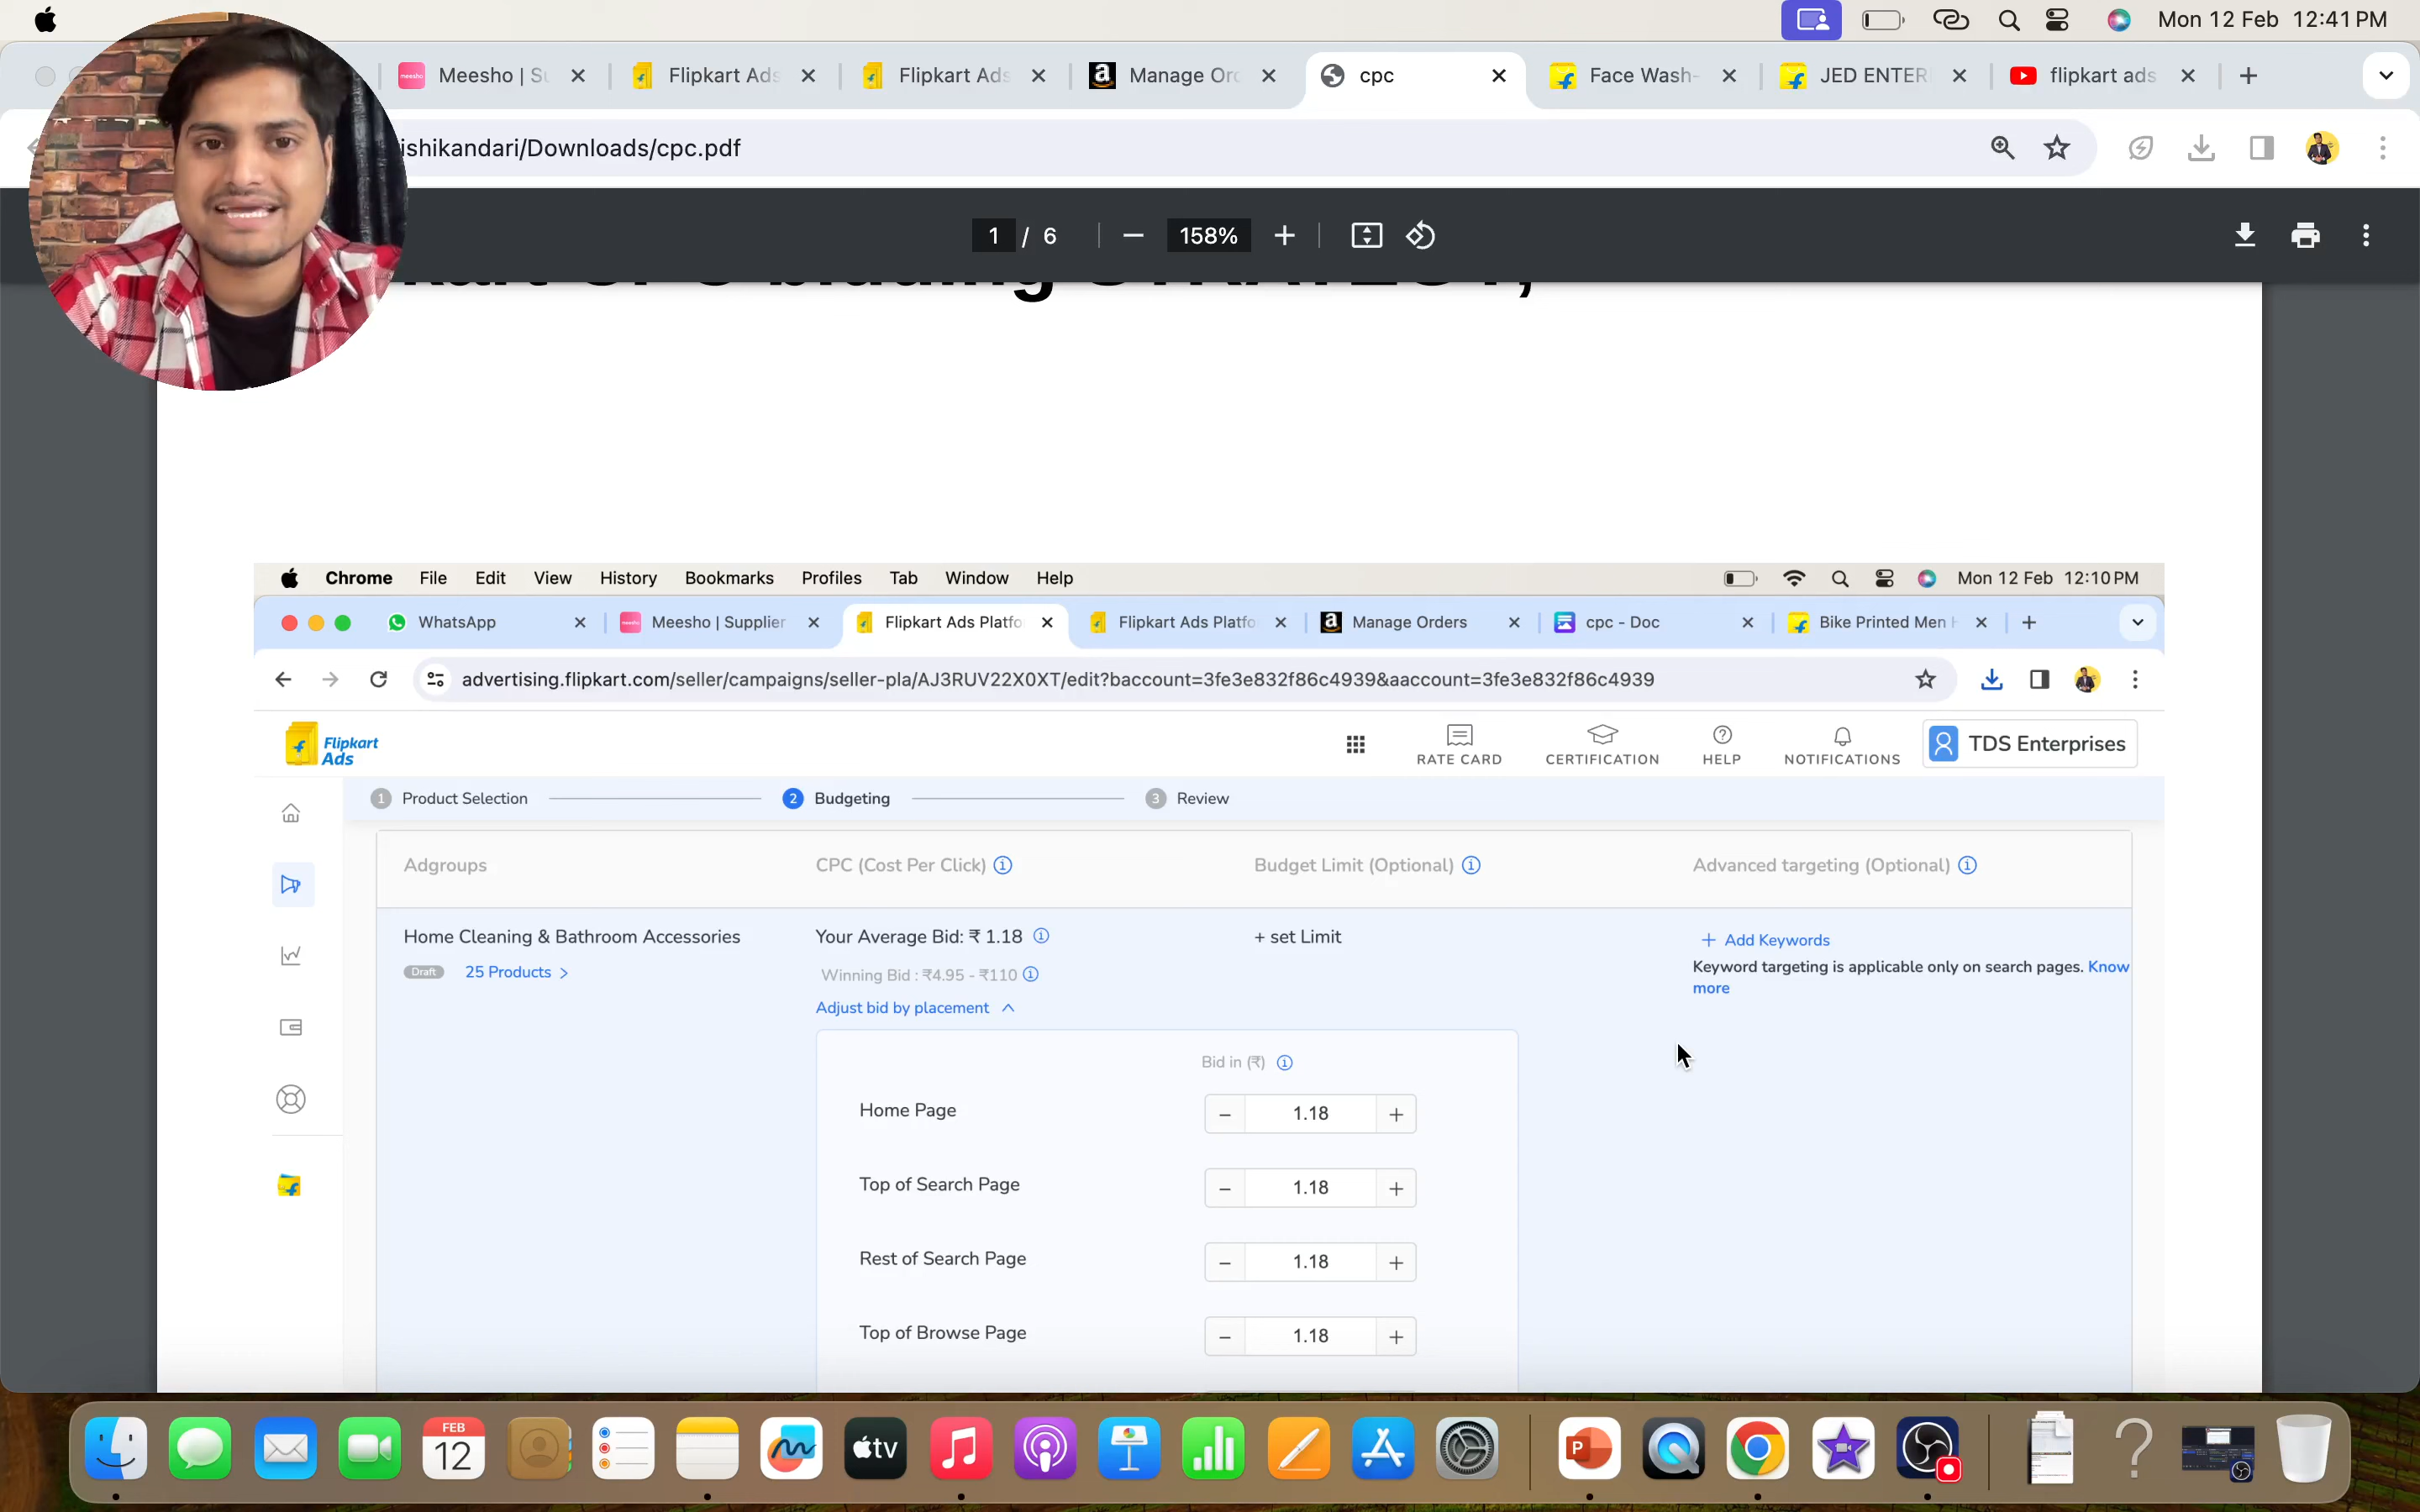 Mon 12 Feb 12:41 PM
Meesho | Su
Flipkart Ads
Flipkart Ads
Manage Orc
cpc
Face Wash-
JED ENTER
flipkart ads
ishikandari/Downloads/cpc.pdf
1 / 6
158%
Chrome File Edit View History Bookmarks Profiles Tab Window Help
Mon 12 Feb 12:10 PM
WhatsApp
Meesho | Supplier
Flipkart Ads Platfo
Flipkart Ads Platfo
Manage Orders
cpc - Doc
Bike Printed Men H
advertising.flipkart.com/seller/campaigns/seller-pla/AJ3RUV22X0XT/edit?baccount=3fe3e832f86c4939&aaccount=3fe3e832f86c4939
Flipkart
Ads
RATE CARD
CERTIFICATION
HELP
NOTIFICATIONS
TDS Enterprises
1 Product Selection
2 Budgeting
3 Review
Adgroups
CPC (Cost Per Click)
Budget Limit (Optional)
Advanced targeting (Optional)
Home Cleaning & Bathroom Accessories
Draft
25 Products >
Your Average Bid: ₹ 1.18
Winning Bid : ₹4.95 - ₹110
Adjust bid by placement
+ set Limit
+ Add Keywords
Keyword targeting is applicable only on search pages. Know
more
Bid in (₹)
Home Page
− 1.18 +
Top of Search Page
− 1.18 +
Rest of Search Page
− 1.18 +
Top of Browse Page
− 1.18 +
FEB
12
tv
P